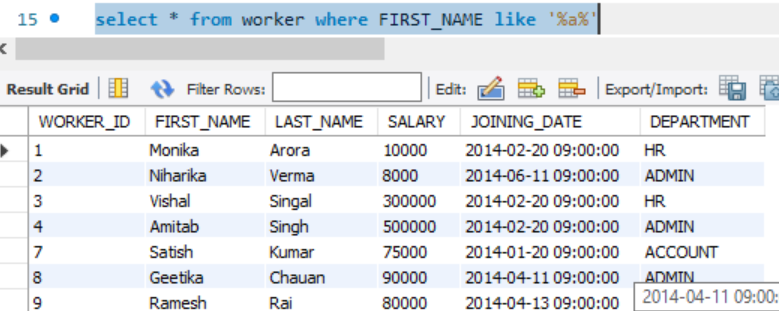 15 select * from worker where FIRST_NAME like '%a%'
Result Grid Filter Rows: Edit: Export/Import:
WORKER_ID FIRST_NAME LAST_NAME SALARY JOINING_DATE DEPARTMENT
1 Monika Arora 10000 2014-02-20 09:00:00 HR
2 Niharika Verma 8000 2014-06-11 09:00:00 ADMIN
3 Vishal Singal 300000 2014-02-20 09:00:00 HR
4 Amitab Singh 500000 2014-02-20 09:00:00 ADMIN
7 Satish Kumar 75000 2014-01-20 09:00:00 ACCOUNT
8 Geetika Chauan 90000 2014-04-11 09:00:00 ADMIN
9 Ramesh Rai 80000 2014-04-13 09:00:00
2014-04-11 09:00: